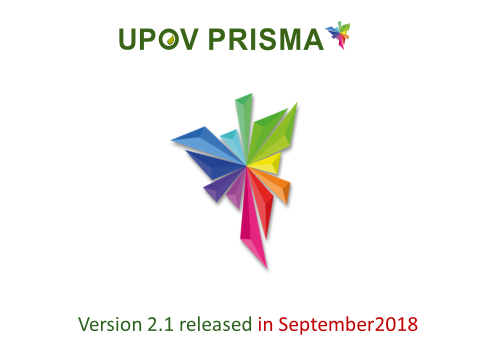 UPOV PRISMA
Version 2.1 released in September2018